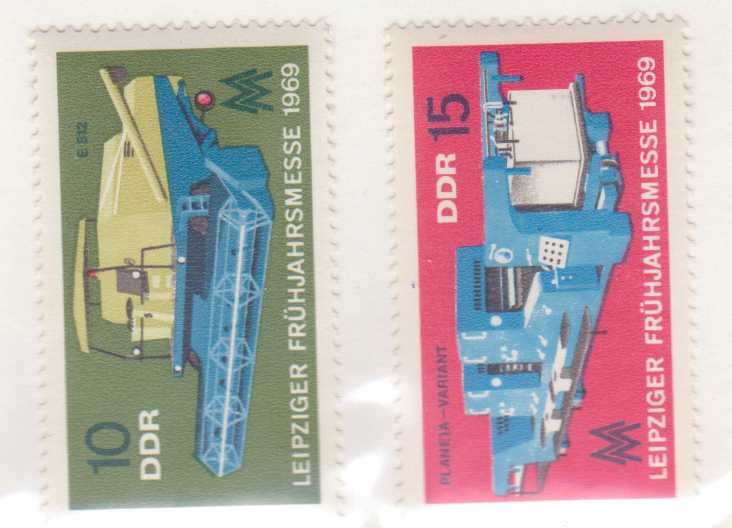 10
DDR
E 512
LEIPZIGER FRÜHJAHRSMESSE 1969
DDR 15
PLANETA-VARIANT
LEIPZIGER FRÜHJAHRSMESSE 1969